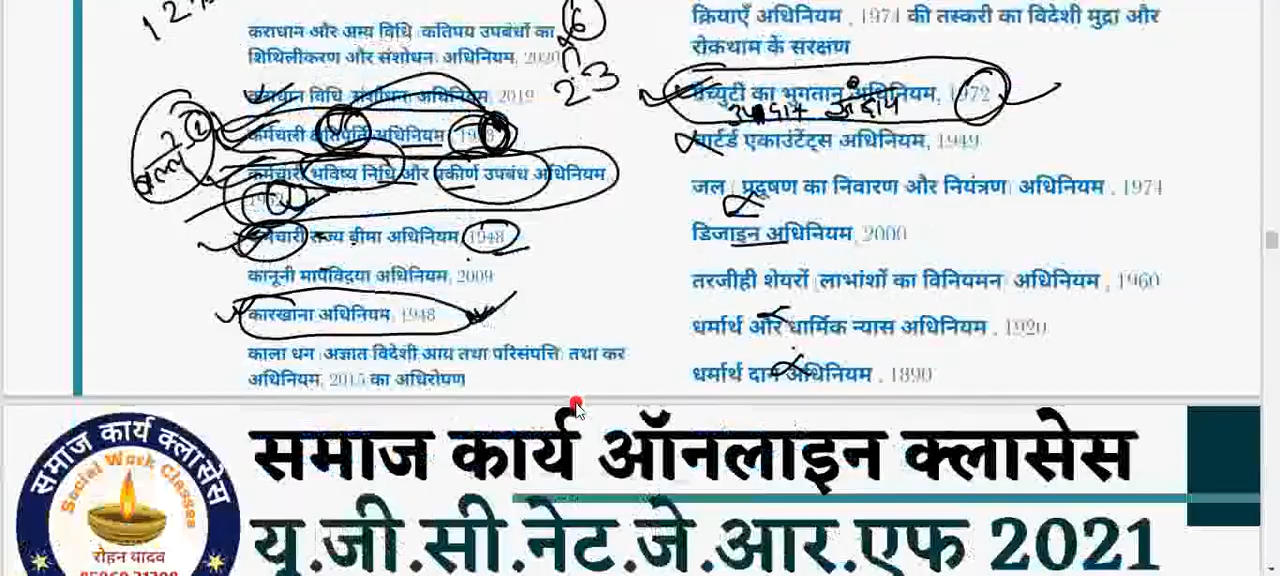 कराधान और अन्य विधि (कतिपय उपबंधों का
शिथिलीकरण और संशोधन) अधिनियम, 2020
कराधान विधि (संशोधन) अधिनियम, 2019
कर्मचारी क्षतिपूर्ति अधिनियम
कर्मचारी भविष्य निधि और प्रकीर्ण उपबंध अधिनियम
कर्मचारी राज्य बीमा अधिनियम, 1948
कानूनी मापविद्या अधिनियम, 2009
कारखाना अधिनियम, 1948
काला धन (अज्ञात विदेशी आय तथा परिसंपत्ति) तथा कर
अधिनियम, 2015 का अधिरोपण
12
6
23
क्रियाएँ अधिनियम , 1974 की तस्करी का विदेशी मुद्रा और
रोकथाम के संरक्षण
ग्रेच्युटी का भुगतान अधिनियम, 1972
चार्टर्ड एकाउंटेंट्स अधिनियम, 1949
जल (प्रदूषण का निवारण और नियंत्रण) अधिनियम , 1974
डिजाइन अधिनियम, 2000
तरजीही शेयरों (लाभांशों का विनियमन) अधिनियम , 1960
धर्मार्थ और धार्मिक न्यास अधिनियम , 1920
धर्मार्थ दान अधिनियम , 1890
समाज कार्य क्लासेस
Social Work Classes
रोहन यादव
समाज कार्य ऑनलाइन क्लासेस
यू.जी.सी.नेट.जे.आर.एफ 2021